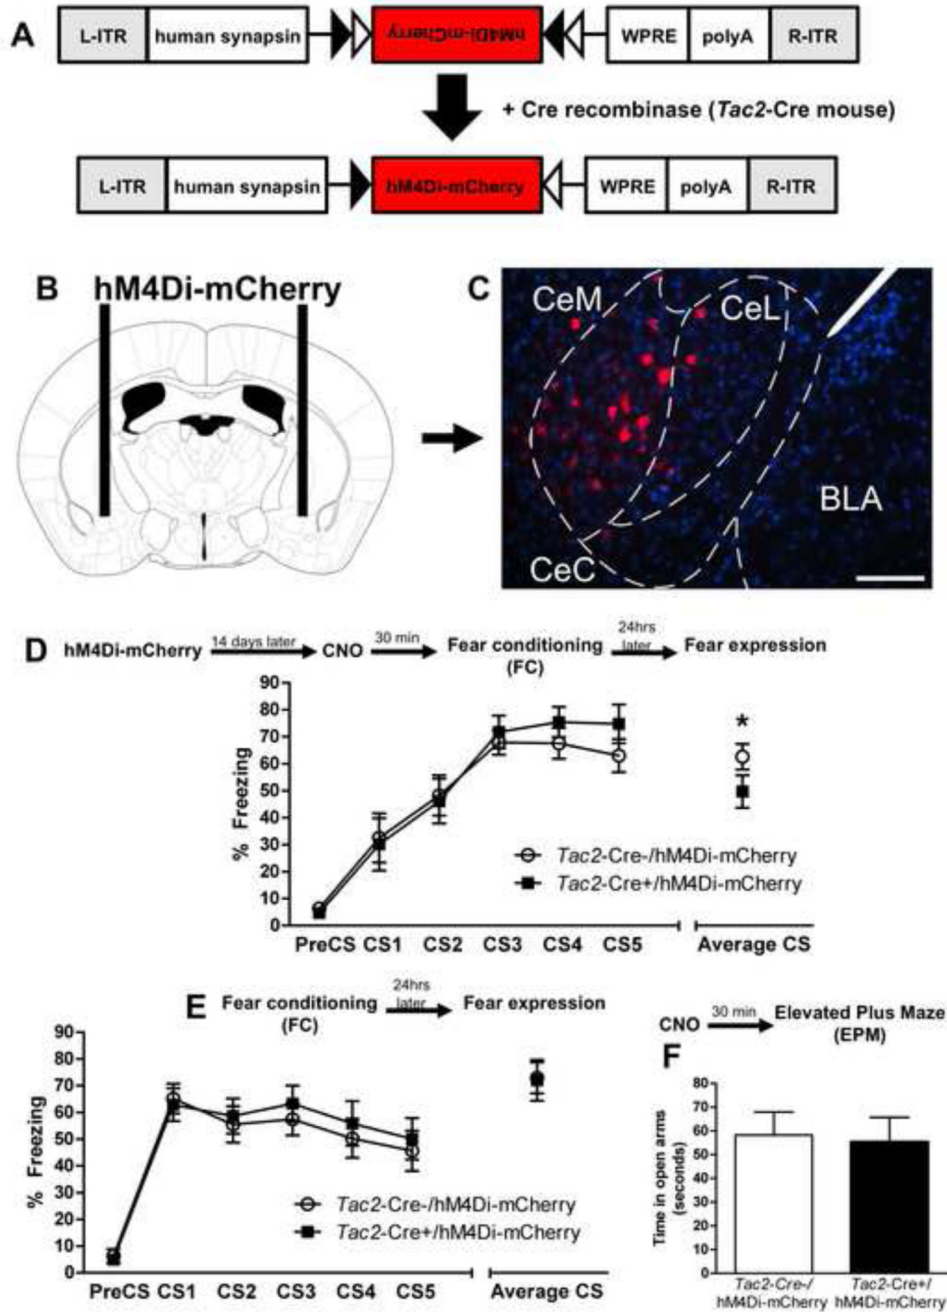 A
L-ITR human synapsin hM4Di-mCherry WPRE polyA R-ITR
+ Cre recombinase (Tac2-Cre mouse)
L-ITR human synapsin hM4Di-mCherry WPRE polyA R-ITR
B hM4Di-mCherry
C
CeM CeL
BLA
CeC
D hM4Di-mCherry 14 days later CNO 30 min Fear conditioning (FC) 24hrs later Fear expression
90
80
70
60
50
40
30
20
10
0
% Freezing
*
Tac2-Cre-/hM4Di-mCherry
Tac2-Cre+/hM4Di-mCherry
PreCS CS1 CS2 CS3 CS4 CS5 Average CS
E Fear conditioning (FC) 24hrs later Fear expression
90
80
70
60
50
40
30
20
10
0
% Freezing
Tac2-Cre-/hM4Di-mCherry
Tac2-Cre+/hM4Di-mCherry
PreCS CS1 CS2 CS3 CS4 CS5 Average CS
CNO 30 min Elevated Plus Maze
(EPM)
F
80
70
60
50
40
30
20
10
0
Time in open arms
(seconds)
Tac2-Cre-/ Tac2-Cre+/
hM4Di-mCherry hM4Di-mCherry